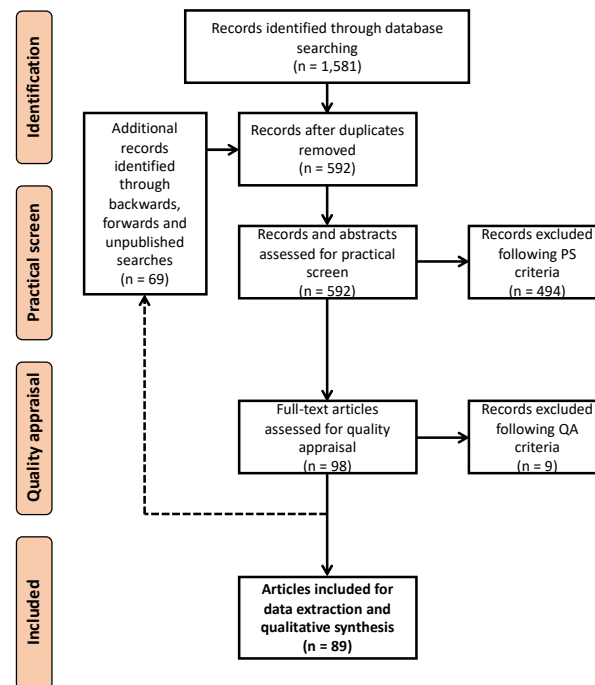 Identification
Records identified through database
searching
(n = 1,581)
Additional
records
identified
through
backwards,
forwards and
unpublished
searches
(n = 69)
Records after duplicates
removed
(n = 592)
Practical screen
Records and abstracts
assessed for practical
screen
(n = 592)
Records excluded
following PS
criteria
(n = 494)
Quality appraisal
Full-text articles
assessed for quality
appraisal
(n = 98)
Records excluded
following QA
criteria
(n = 9)
Included
Articles included for
data extraction and
qualitative synthesis
(n = 89)